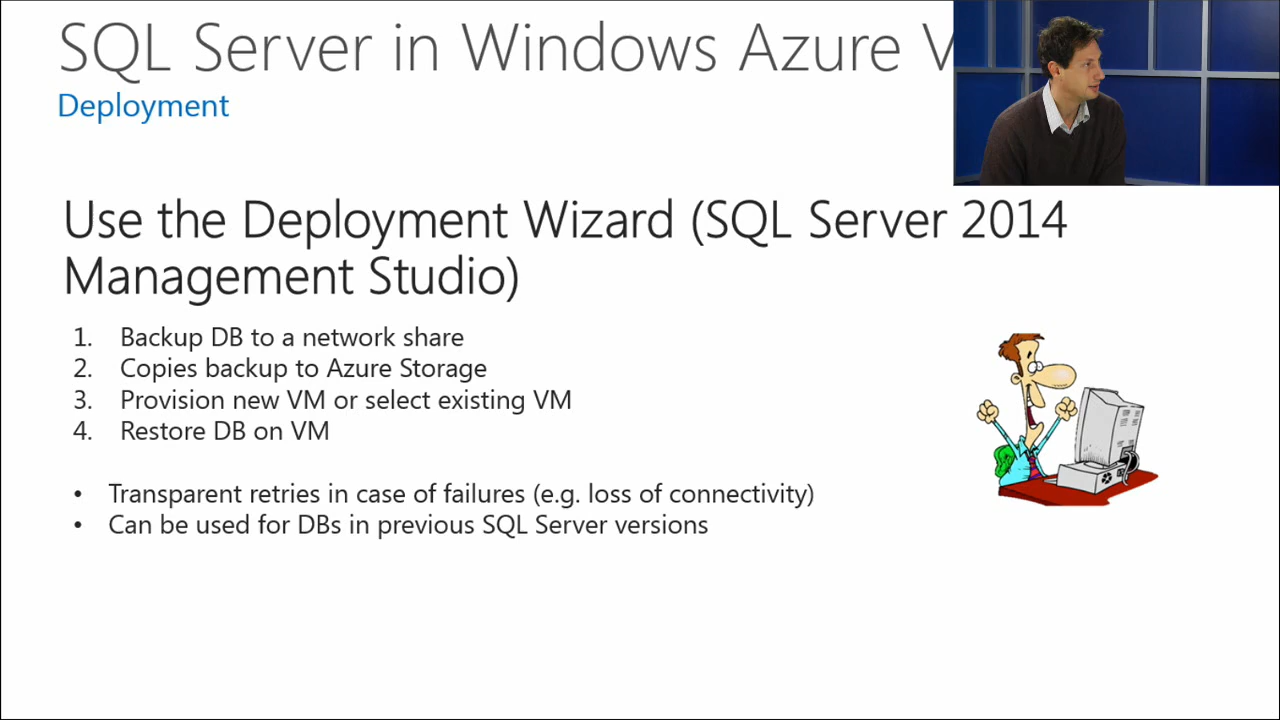 SQL Server in Windows Azure V
Deployment
Use the Deployment Wizard (SQL Server 2014
Management Studio)
1. Backup DB to a network share
2. Copies backup to Azure Storage
3. Provision new VM or select existing VM
4. Restore DB on VM
• Transparent retries in case of failures (e.g. loss of connectivity)
• Can be used for DBs in previous SQL Server versions